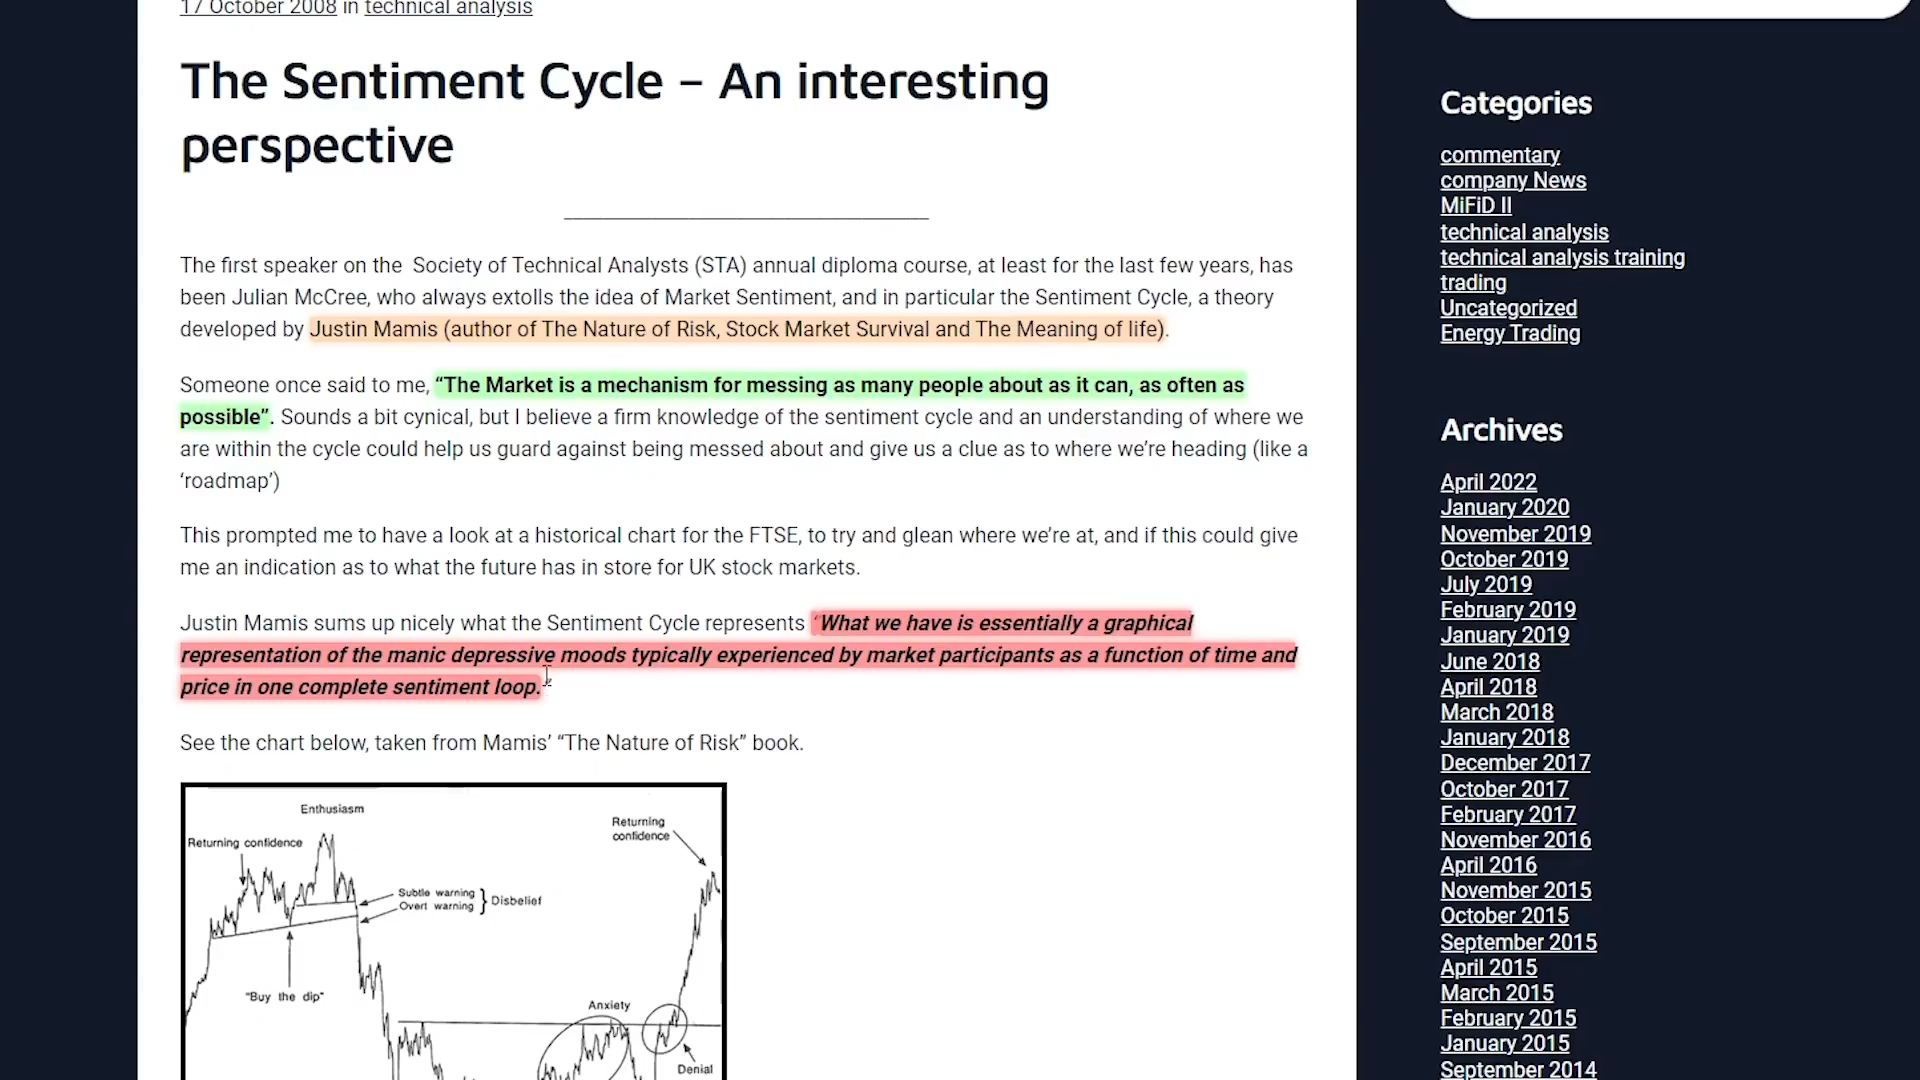 17 October 2008 in technical analysis
The Sentiment Cycle – An interesting
perspective
The first speaker on the  Society of Technical Analysts (STA) annual diploma course, at least for the last few years, has
been Julian McCree, who always extolls the idea of Market Sentiment, and in particular the Sentiment Cycle, a theory
developed by Justin Mamis (author of The Nature of Risk, Stock Market Survival and The Meaning of life).
Someone once said to me, “The Market is a mechanism for messing as many people about as it can, as often as
possible”. Sounds a bit cynical, but I believe a firm knowledge of the sentiment cycle and an understanding of where we
are within the cycle could help us guard against being messed about and give us a clue as to where we’re heading (like a
‘roadmap’)
This prompted me to have a look at a historical chart for the FTSE, to try and glean where we’re at, and if this could give
me an indication as to what the future has in store for UK stock markets.
Justin Mamis sums up nicely what the Sentiment Cycle represents “What we have is essentially a graphical
representation of the manic depressive moods typically experienced by market participants as a function of time and
price in one complete sentiment loop.”
See the chart below, taken from Mamis’ “The Nature of Risk” book.
Enthusiasm
Returning confidence
Returning
confidence
Subtle warning
Overt warning
Disbelief
"Buy the dip"
Anxiety
Denial
Categories
commentary
company News
MiFiD II
technical analysis
technical analysis training
trading
Uncategorized
Energy Trading
Archives
April 2022
January 2020
November 2019
October 2019
July 2019
February 2019
January 2019
June 2018
April 2018
March 2018
January 2018
December 2017
October 2017
February 2017
November 2016
April 2016
November 2015
October 2015
September 2015
April 2015
March 2015
February 2015
January 2015
September 2014